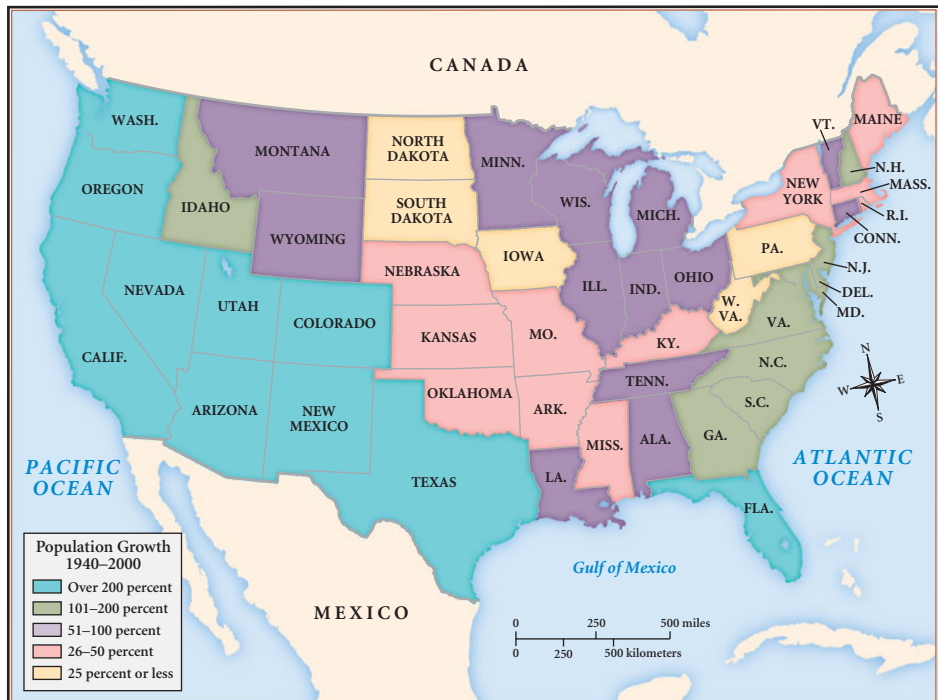 CANADA
WASH.
OREGON
IDAHO
MONTANA
WYOMING
NORTH
DAKOTA
SOUTH
DAKOTA
MINN.
WIS.
MICH.
IOWA
NEBRASKA
NEVADA
UTAH
COLORADO
CALIF.
KANSAS
MO.
ILL.
IND.
OHIO
KY.
W.
VA.
PA.
NEW
YORK
VT.
MAINE
N.H.
MASS.
R.I.
CONN.
N.J.
DEL.
MD.
VA.
N.C.
S.C.
TENN.
GA.
ALA.
MISS.
ARK.
OKLAHOMA
ARIZONA
NEW
MEXICO
TEXAS
LA.
FLA.
N
W
E
S
PACIFIC
OCEAN
ATLANTIC
OCEAN
Gulf of Mexico
MEXICO
Population Growth
1940–2000
Over 200 percent
101–200 percent
51–100 percent
26–50 percent
25 percent or less
0 250 500 miles
0 250 500 kilometers